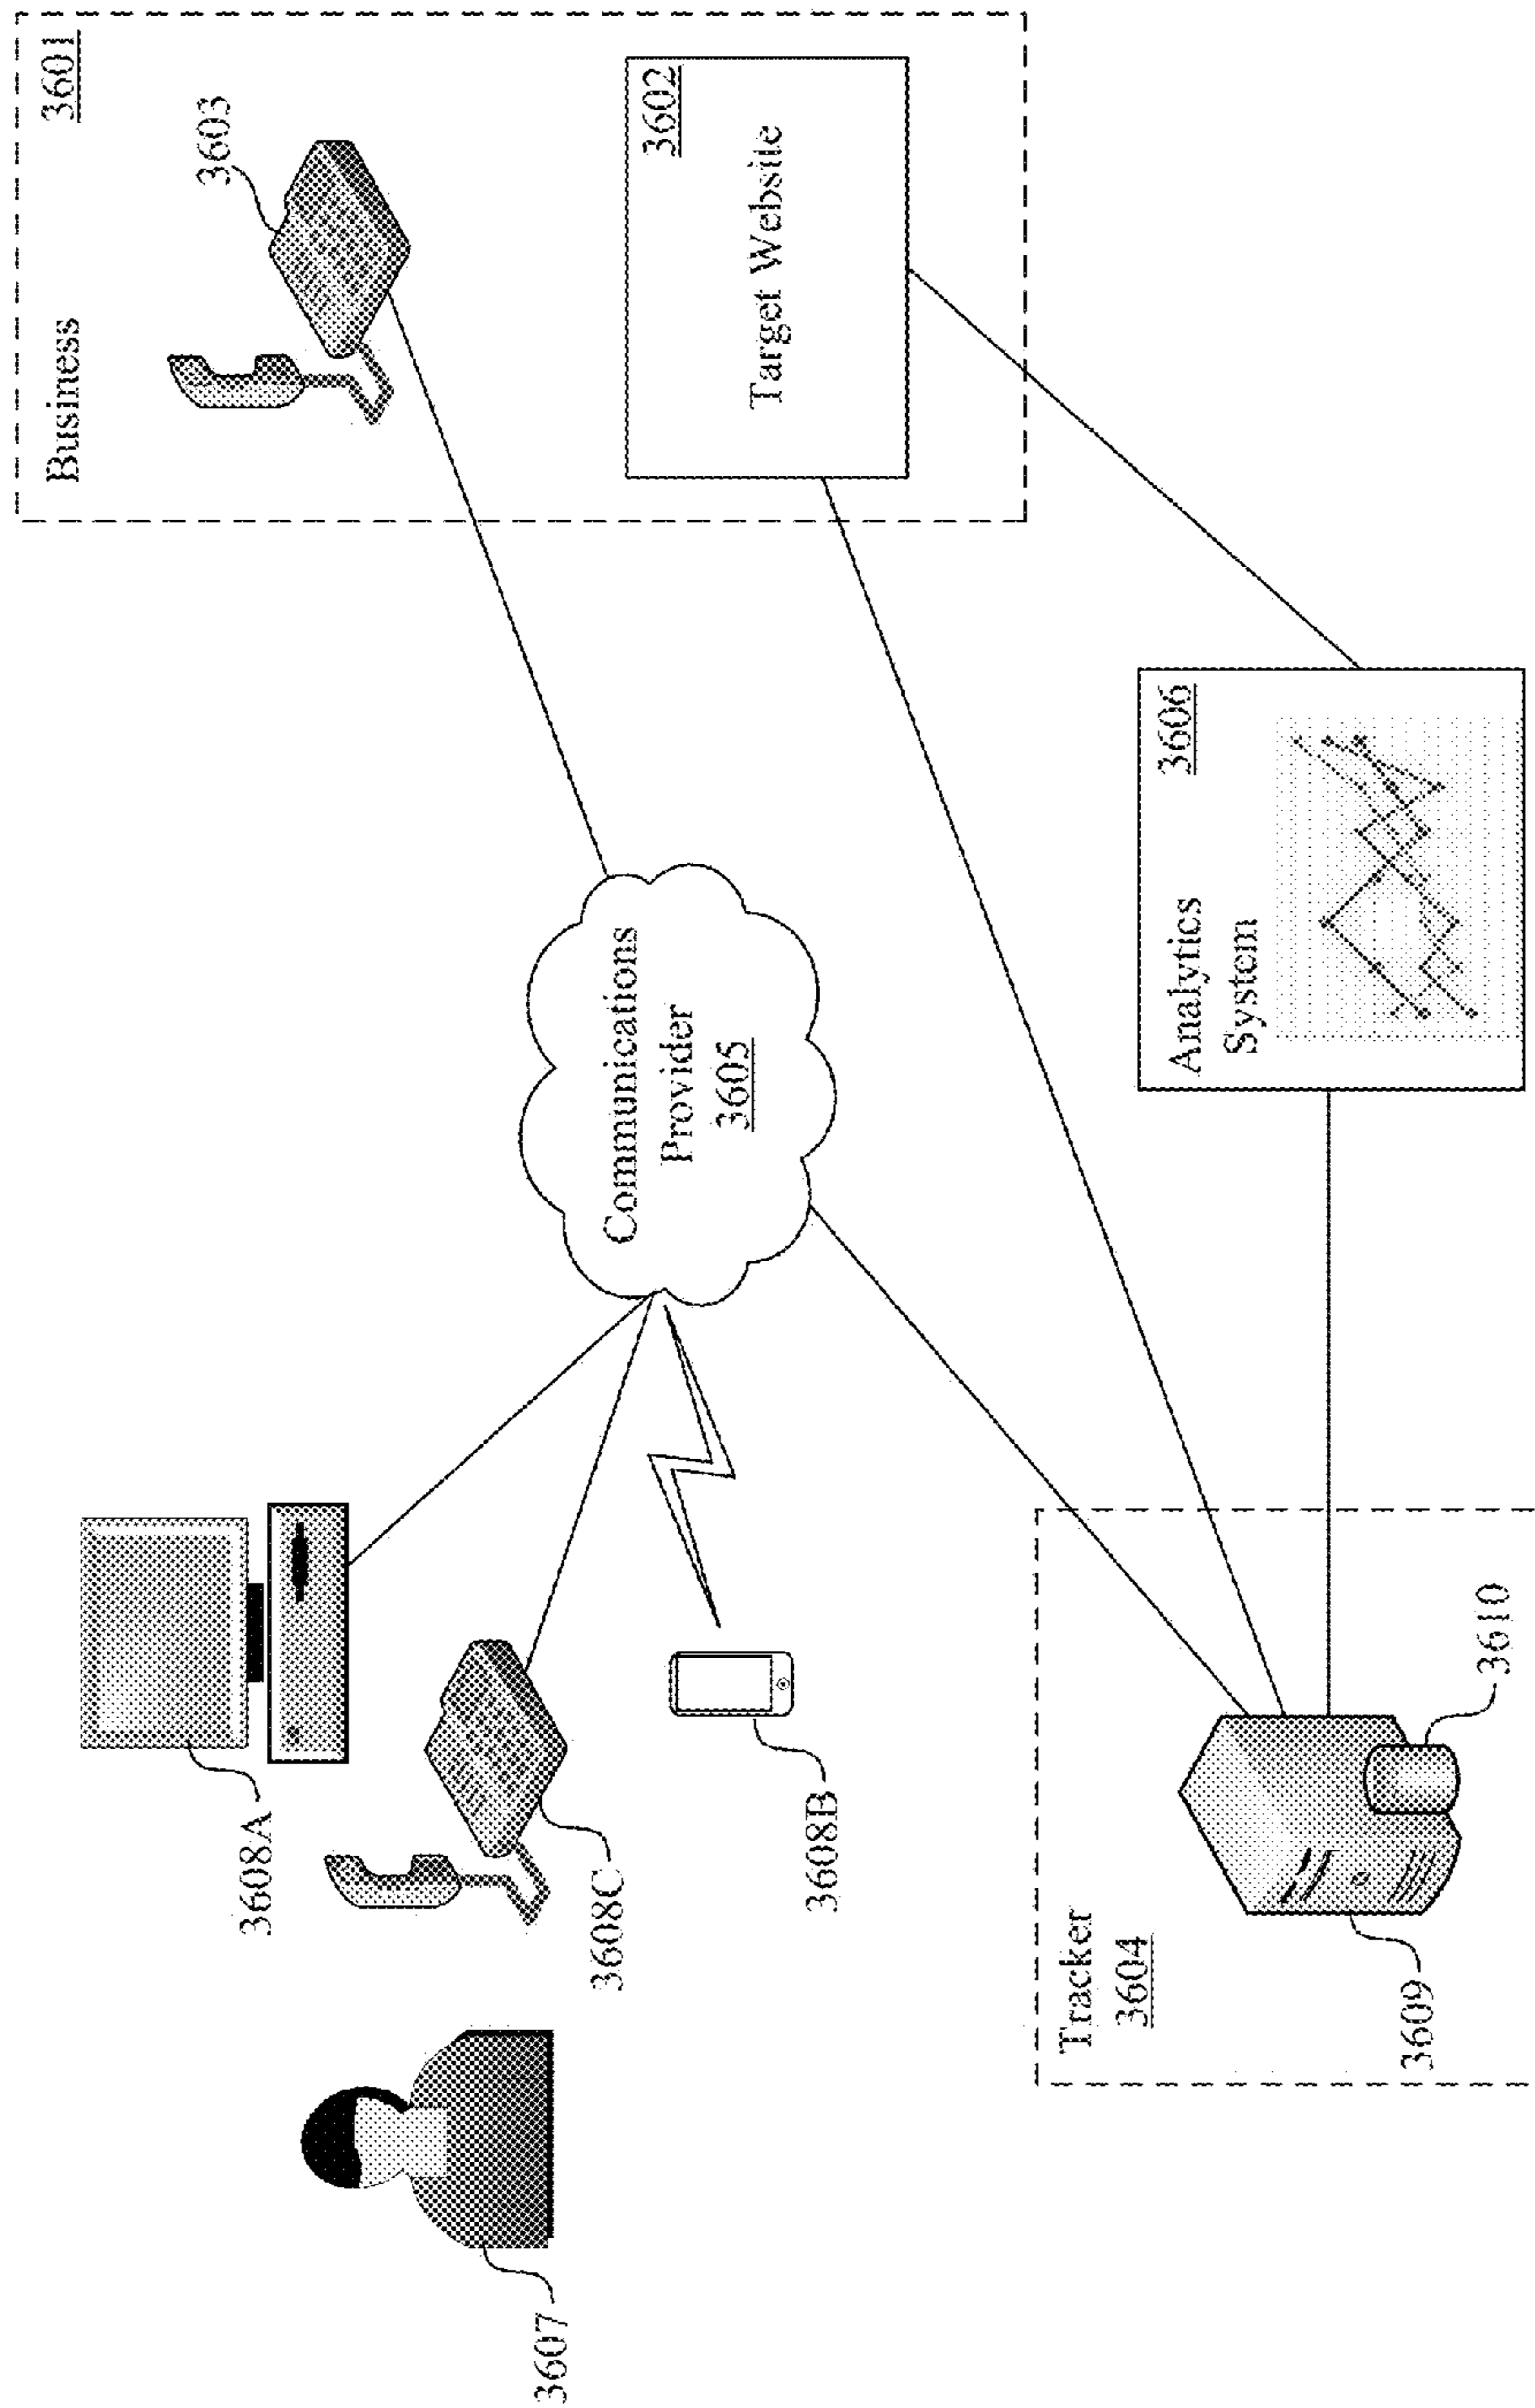 3608A
3608C
3608B
3607
Communications
Provider
3605
Business
3601
3603
3602
Target Website
Tracker
3604
3609
3610
Analytics
System
3606